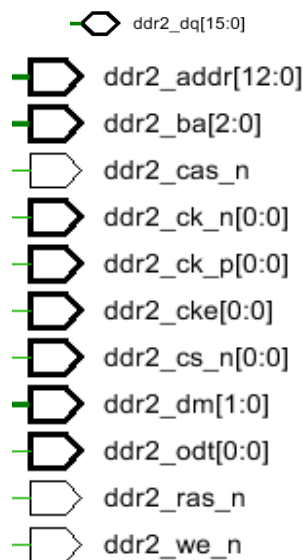 ddr2_dq[15:0]
ddr2_addr[12:0]
ddr2_ba[2:0]
ddr2_cas_n
ddr2_ck_n[0:0]
ddr2_ck_p[0:0]
ddr2_cke[0:0]
ddr2_cs_n[0:0]
ddr2_dm[1:0]
ddr2_odt[0:0]
ddr2_ras_n
ddr2_we_n